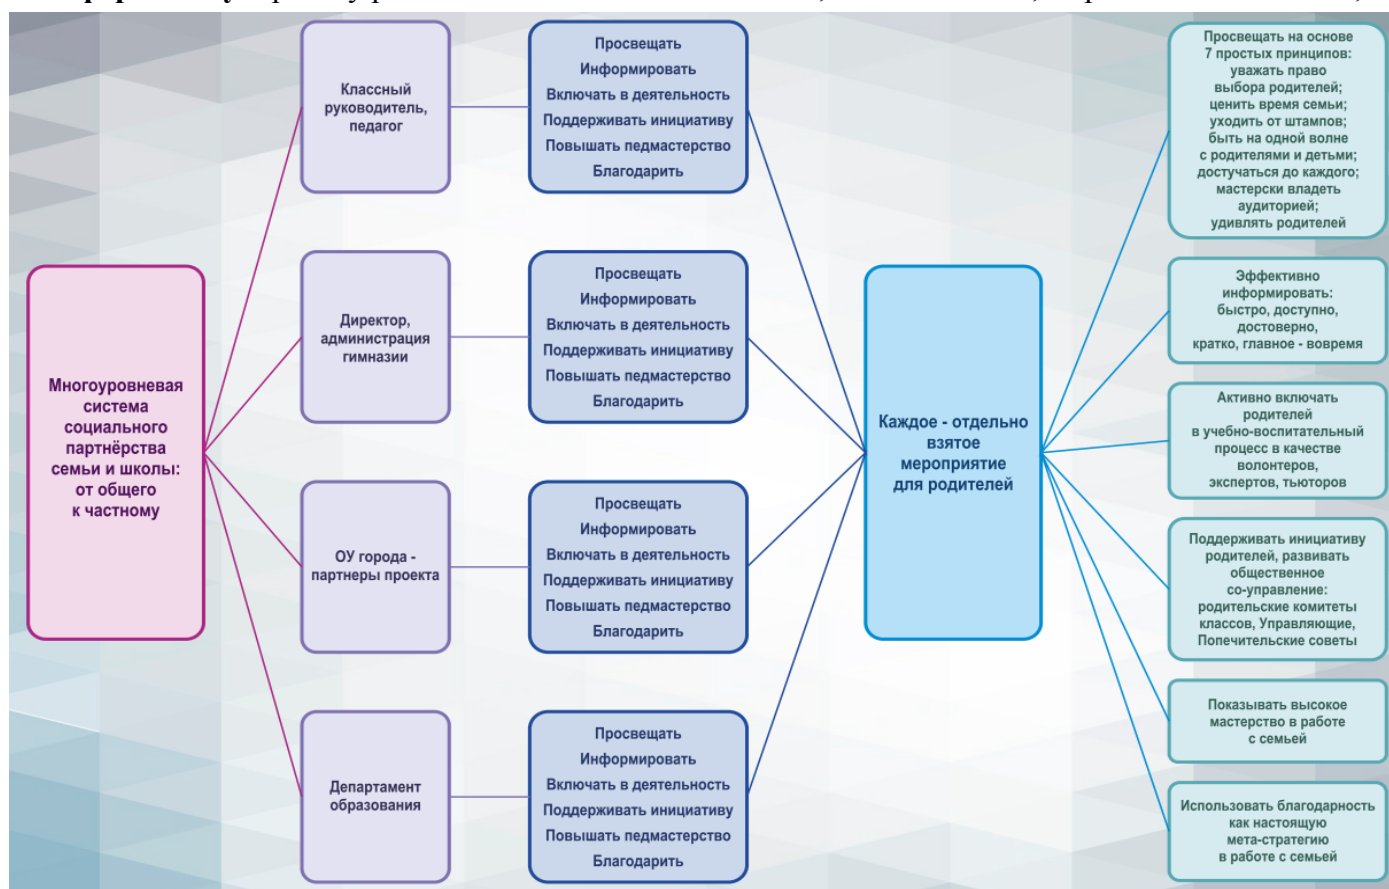 Многоуровневая
система
социального
партнёрства
семьи и школы:
от общего
к частному
Классный
руководитель,
педагог
Просвещать
Информировать
Включать в деятельность
Поддерживать инициативу
Повышать педмастерство
Благодарить
Директор,
администрация
гимназии
Просвещать
Информировать
Включать в деятельность
Поддерживать инициативу
Повышать педмастерство
Благодарить
ОУ города -
партнеры проекта
Просвещать
Информировать
Включать в деятельность
Поддерживать инициативу
Повышать педмастерство
Благодарить
Департамент
образования
Просвещать
Информировать
Включать в деятельность
Поддерживать инициативу
Повышать педмастерство
Благодарить
Каждое - отдельно
взятое
мероприятие
для родителей
Просвещать на основе
7 простых принципов:
уважать право
выбора родителей;
ценить время семьи;
уходить от штампов;
быть на одной волне
с родителями и детьми;
достучаться до каждого;
мастерски владеть
аудиторией;
удивлять родителей
Эффективно
информировать:
быстро, доступно,
достоверно,
кратко, главное - вовремя
Активно включать
родителей
в учебно-воспитательный
процесс в качестве
волонтеров,
экспертов, тьюторов
Поддерживать инициативу
родителей, развивать
общественное
со-управление:
родительские комитеты
классов, Управляющие,
Попечительские советы
Показывать высокое
мастерство в работе
с семьей
Использовать благодарность
как настоящую
мета-стратегию
в работе с семьей